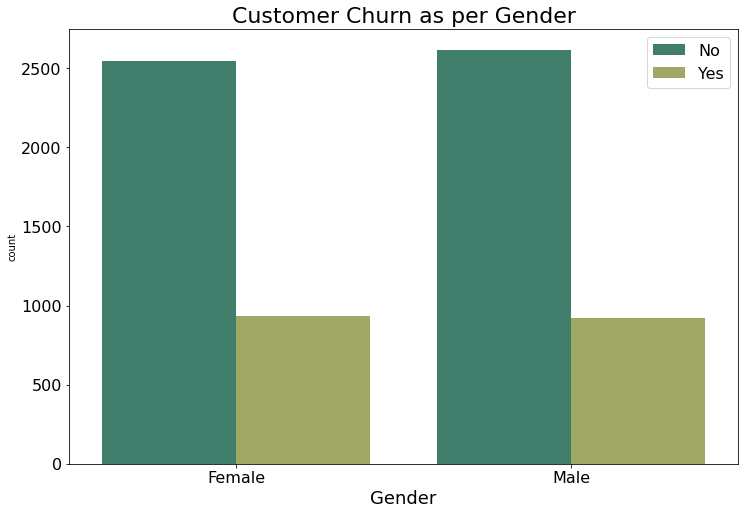 Customer Churn as per Gender
No
Yes
2500
2000
1500
1000
500
0
count
Female
Male
Gender